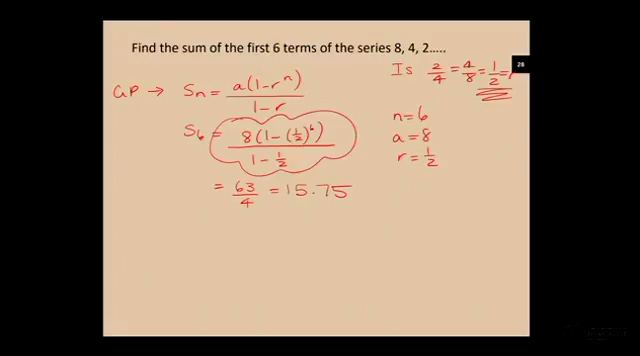 Find the sum of the first 6 terms of the series 8, 4, 2.....
Is 2/4 = 4/8 = 1/2 = r
28
GP → Sn = a(1-r^n)/1-r
n = 6
S6 = 8(1-(1/2)^6)/1-1/2
a = 8
r = 1/2
= 63/4 = 15.75